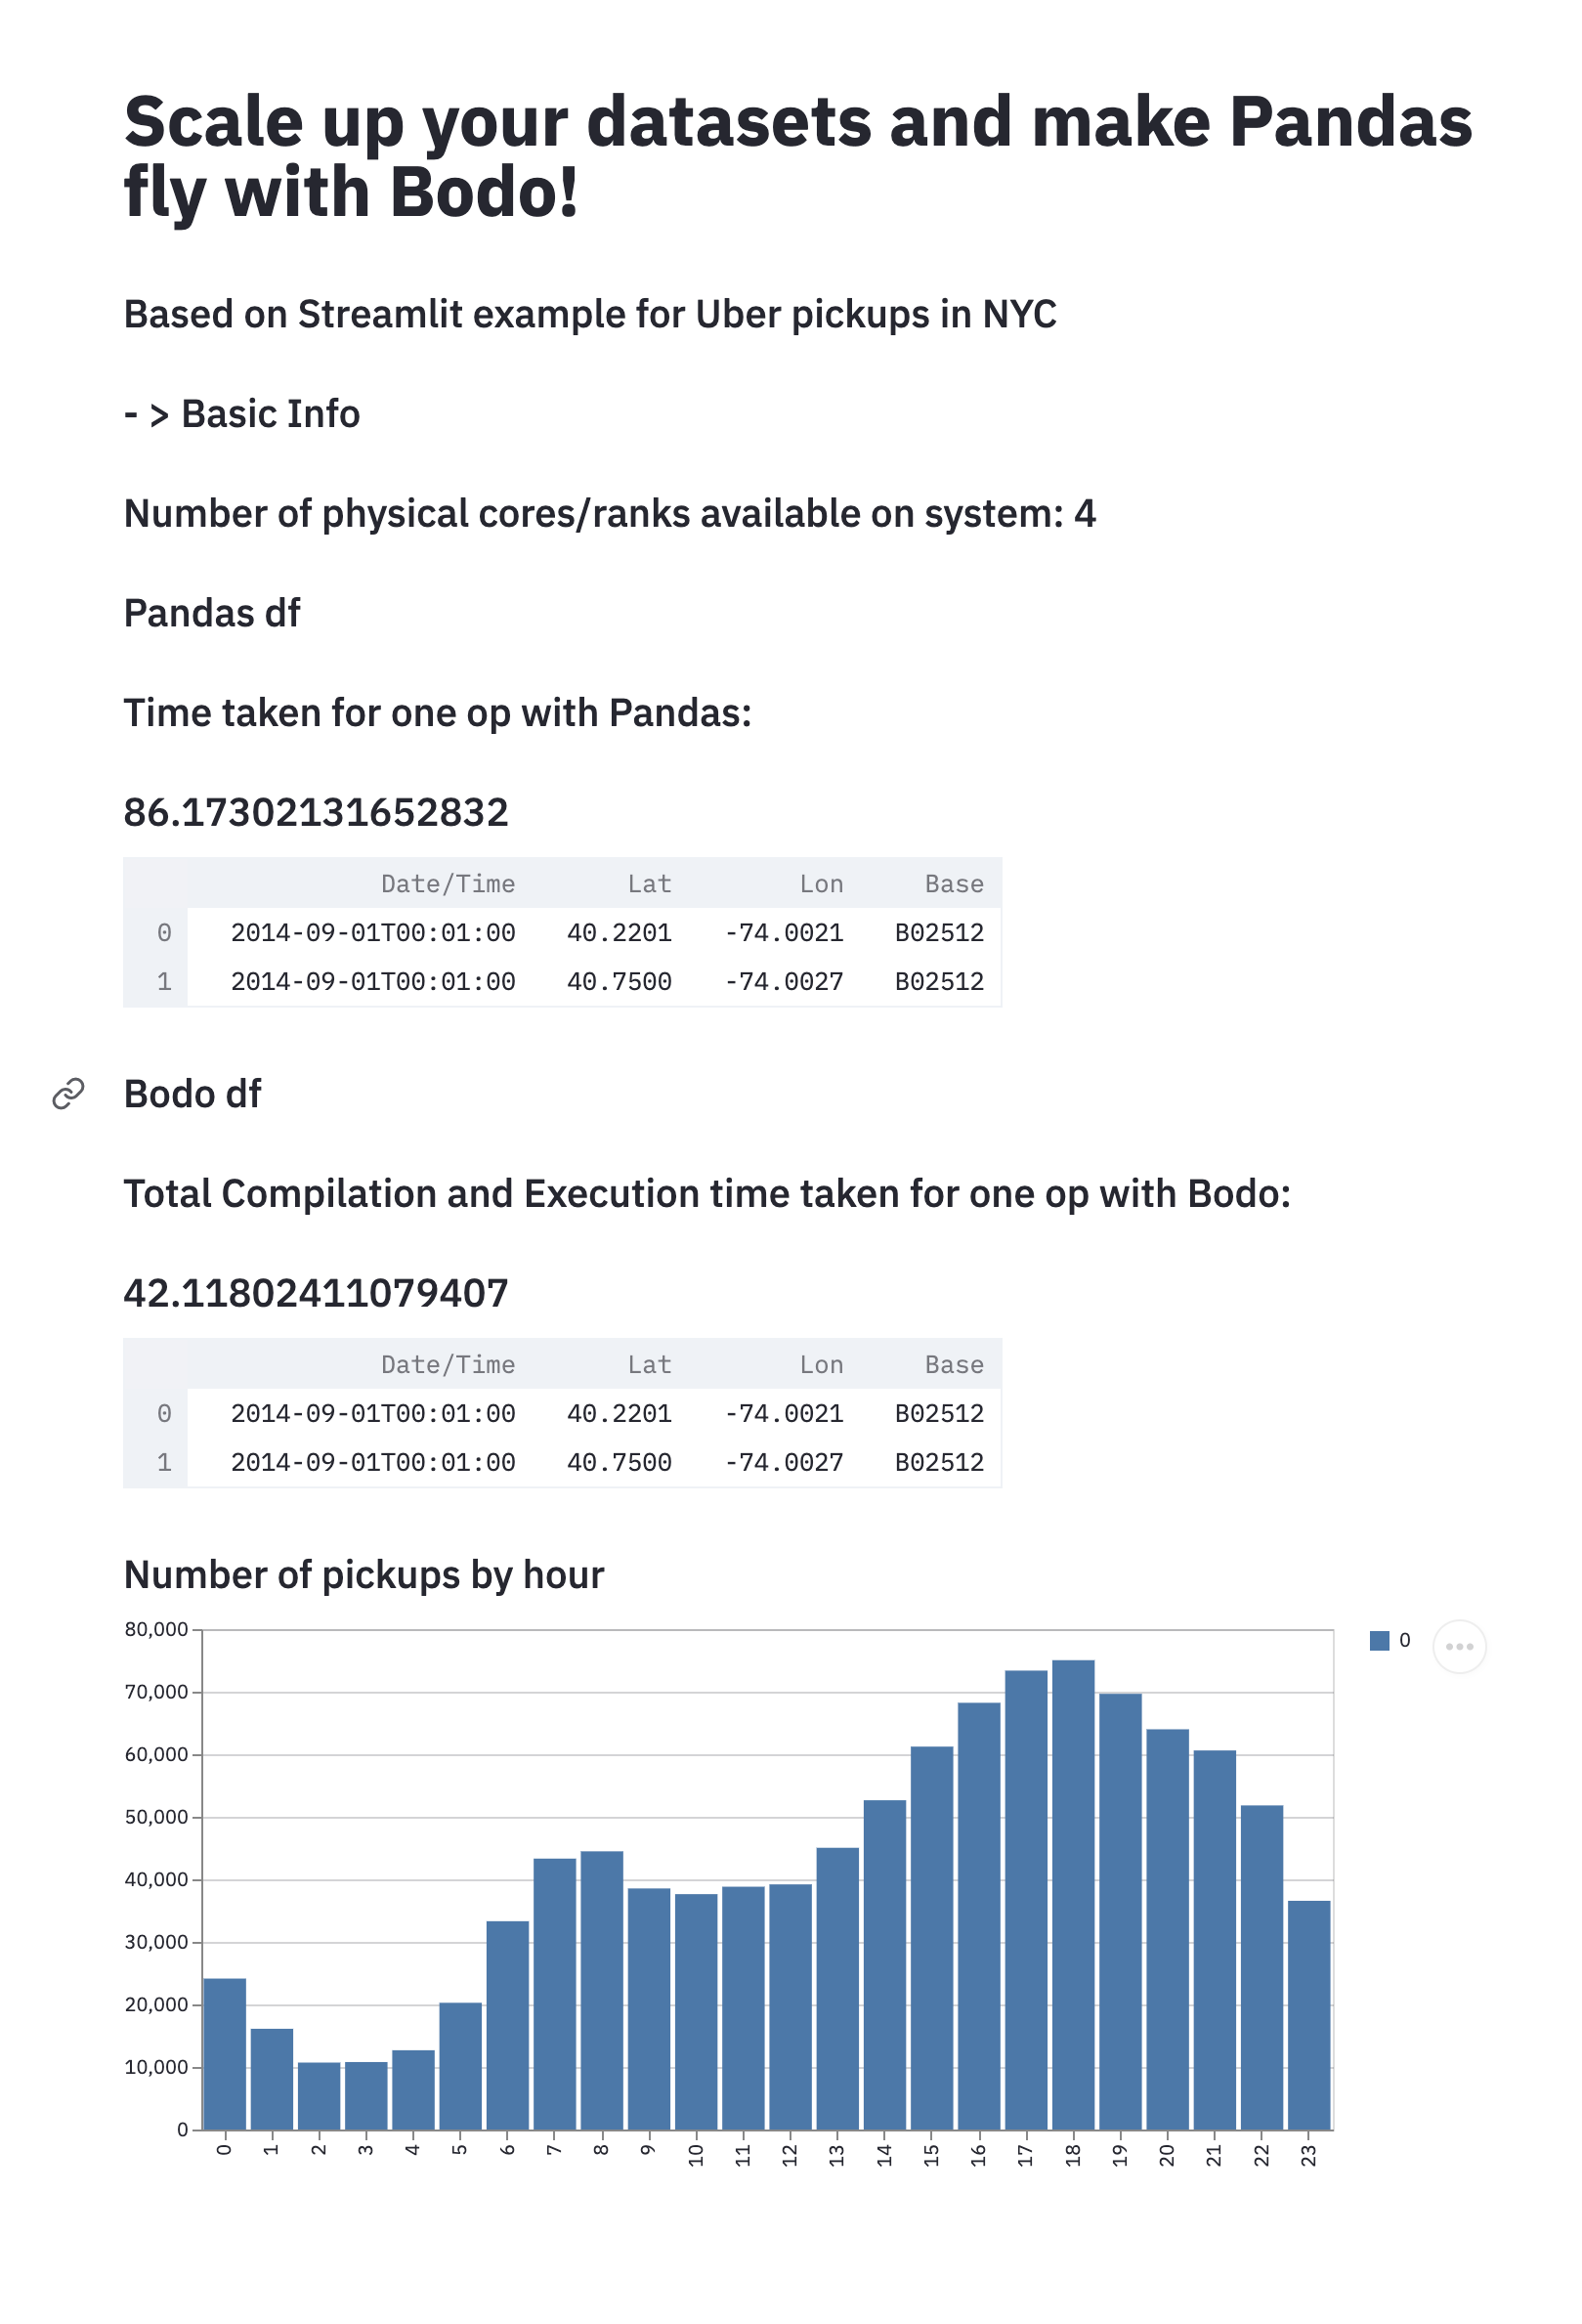 Scale up your datasets and make Pandas
fly with Bodo!
Based on Streamlit example for Uber pickups in NYC
- > Basic Info
Number of physical cores/ranks available on system: 4
Pandas df
Time taken for one op with Pandas:
86.17302131652832
Date/Time Lat Lon Base
0 2014-09-01T00:01:00 40.2201 -74.0021 B02512
1 2014-09-01T00:01:00 40.7500 -74.0027 B02512
Bodo df
Total Compilation and Execution time taken for one op with Bodo:
42.11802411079407
Date/Time Lat Lon Base
0 2014-09-01T00:01:00 40.2201 -74.0021 B02512
1 2014-09-01T00:01:00 40.7500 -74.0027 B02512
Number of pickups by hour
80,000
0
70,000
60,000
50,000
40,000
30,000
20,000
10,000
0
0 1 2 3 4 5 6 7 8 9 10 11 12 13 14 15 16 17 18 19 20 21 22 23